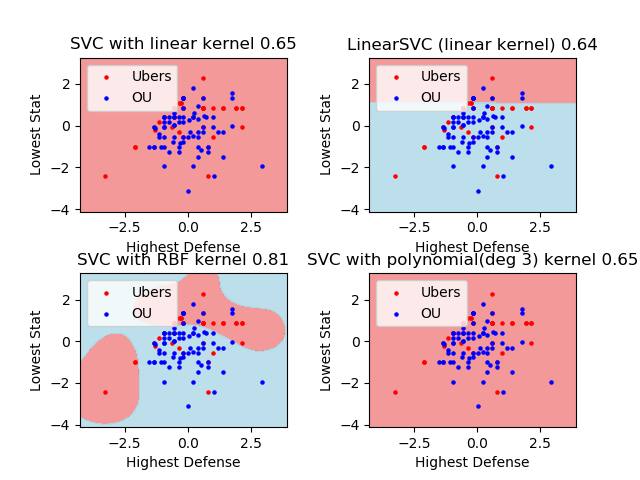 SVC with linear kernel 0.65
LinearSVC (linear kernel) 0.64
Ubers
OU
Ubers
OU
Lowest Stat
Lowest Stat
2
0
−2
−4
2
0
−2
−4
−2.5 0.0 2.5
−2.5 0.0 2.5
Highest Defense
Highest Defense
SVC with RBF kernel 0.81
SVC with polynomial(deg 3) kernel 0.65
Ubers
OU
Ubers
OU
Lowest Stat
Lowest Stat
2
0
−2
−4
2
0
−2
−4
−2.5 0.0 2.5
−2.5 0.0 2.5
Highest Defense
Highest Defense